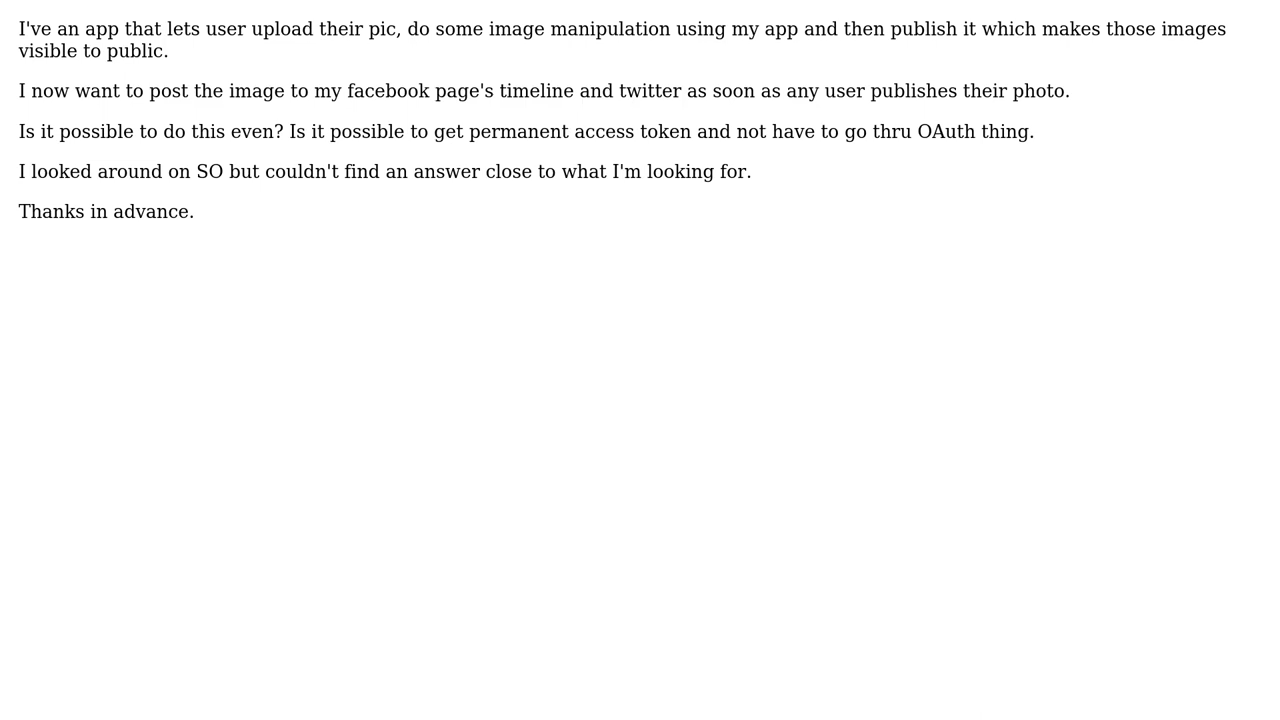 I've an app that lets user upload their pic, do some image manipulation using my app and then publish it which makes those images
visible to public.
I now want to post the image to my facebook page's timeline and twitter as soon as any user publishes their photo.
Is it possible to do this even? Is it possible to get permanent access token and not have to go thru OAuth thing.
I looked around on SO but couldn't find an answer close to what I'm looking for.
Thanks in advance.